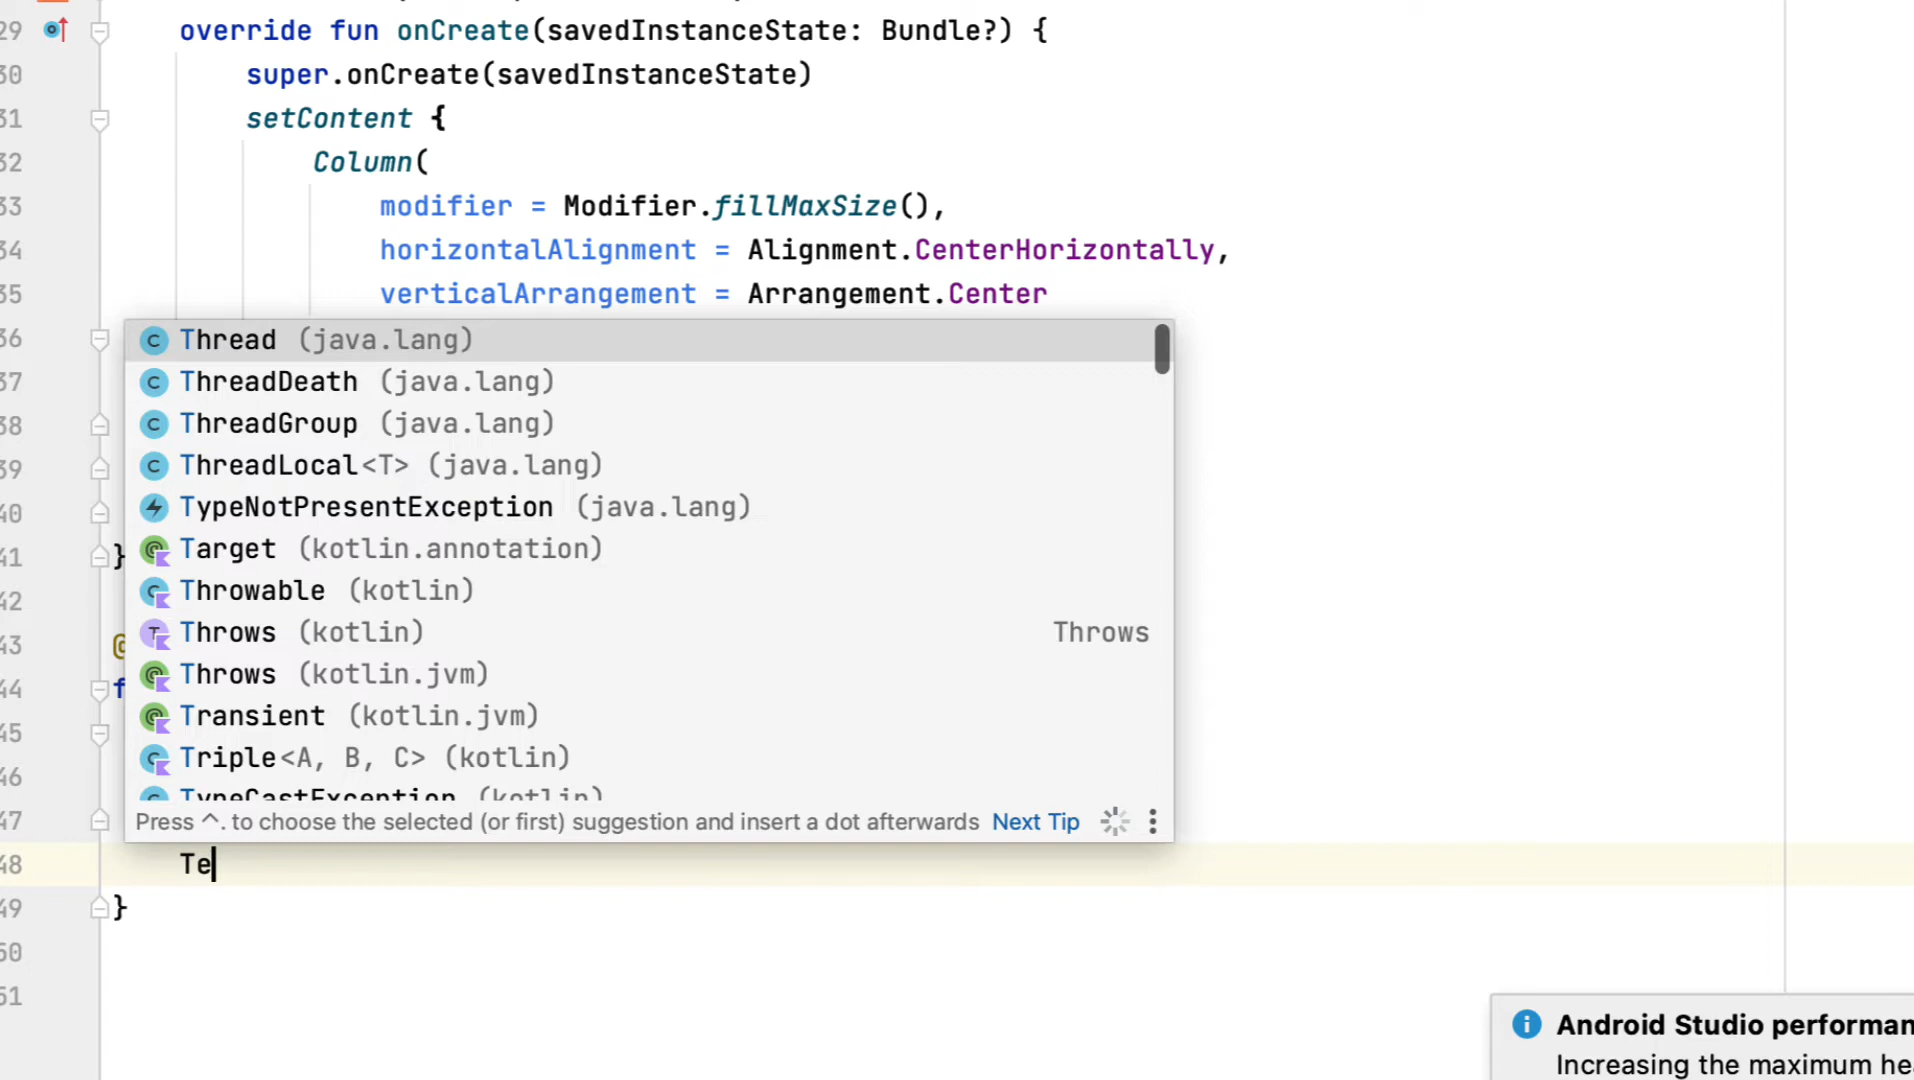 29 override fun onCreate(savedInstanceState: Bundle?) {
30 super.onCreate(savedInstanceState)
31 setContent {
32 Column(
33 modifier = Modifier.fillMaxSize(),
34 horizontalAlignment = Alignment.CenterHorizontally,
35 verticalArrangement = Arrangement.Center
36 Thread (java.lang)
37 ThreadDeath (java.lang)
38 ThreadGroup (java.lang)
39 ThreadLocal<T> (java.lang)
40 TypeNotPresentException (java.lang)
41 } Target (kotlin.annotation)
42 Throwable (kotlin)
43 @ Throws (kotlin) Throws
Throws (kotlin.jvm)
44 f
Transient (kotlin.jvm)
45
Triple<A, B, C> (kotlin)
46
TypeCastException (kotlin)
47 Press ^. to choose the selected (or first) suggestion and insert a dot afterwards Next Tip
48 Te
49 }
50
51
Android Studio performan
Increasing the maximum hea